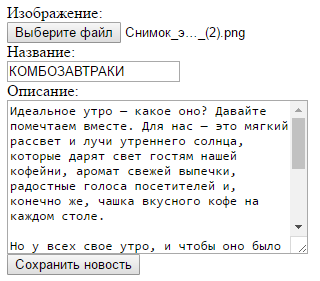 Изображение:
Выберите файл Снимок_э…_(2).png
Название:
КОМБОЗАВТРАКИ
Описание:
Идеальное утро – какое оно? Давайте
помечтаем вместе. Для нас – это мягкий
рассвет и лучи утреннего солнца,
которые дарят свет гостям нашей
кофейни, аромат свежей выпечки,
радостные голоса посетителей и,
конечно же, чашка вкусного кофе на
каждом столе.
Но у всех свое утро, и чтобы оно было
Сохранить новость